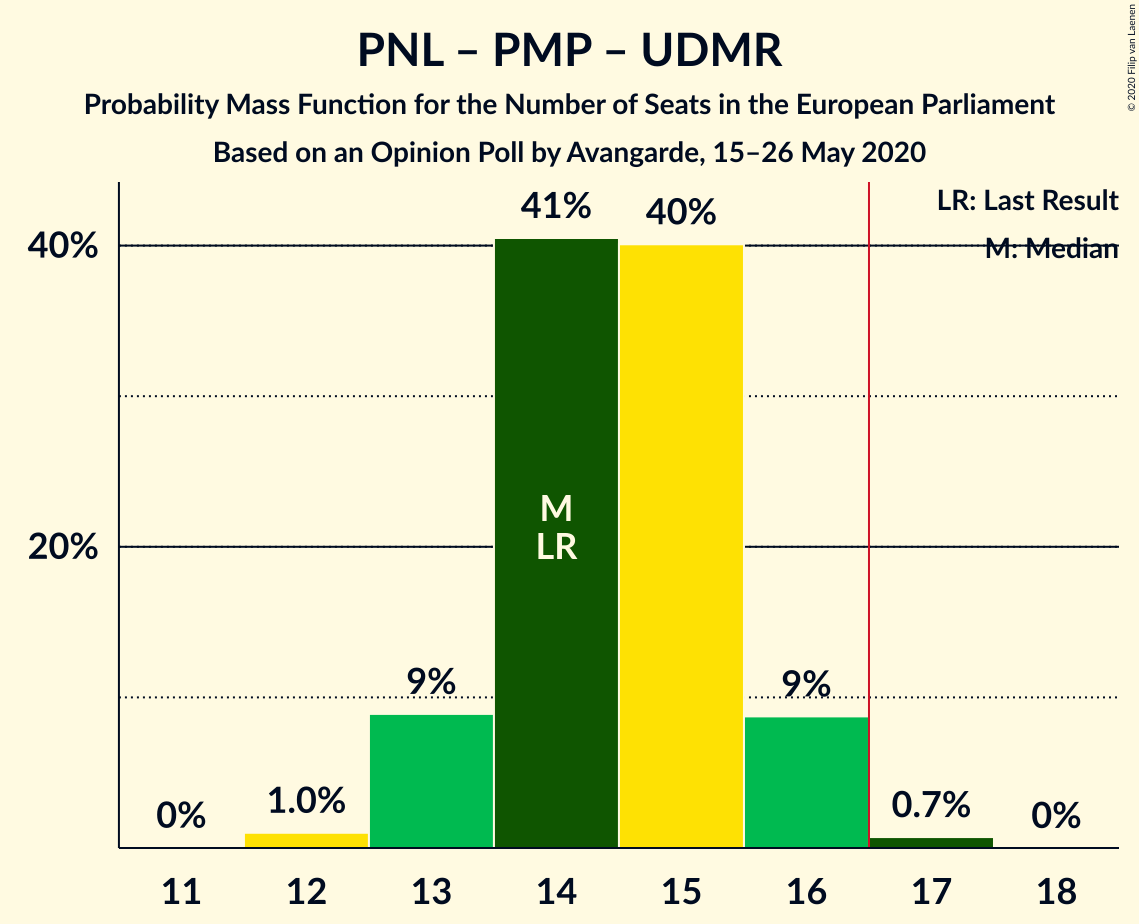 PNL – PMP – UDMR
Probability Mass Function for the Number of Seats in the European Parliament
Based on an Opinion Poll by Avangarde, 15–26 May 2020
© 2020 Filip van Laenen
LR: Last Result
M: Median
40%
20%
0%
1.0%
9%
41%
40%
9%
0.7%
0%
M
LR
11
12
13
14
15
16
17
18